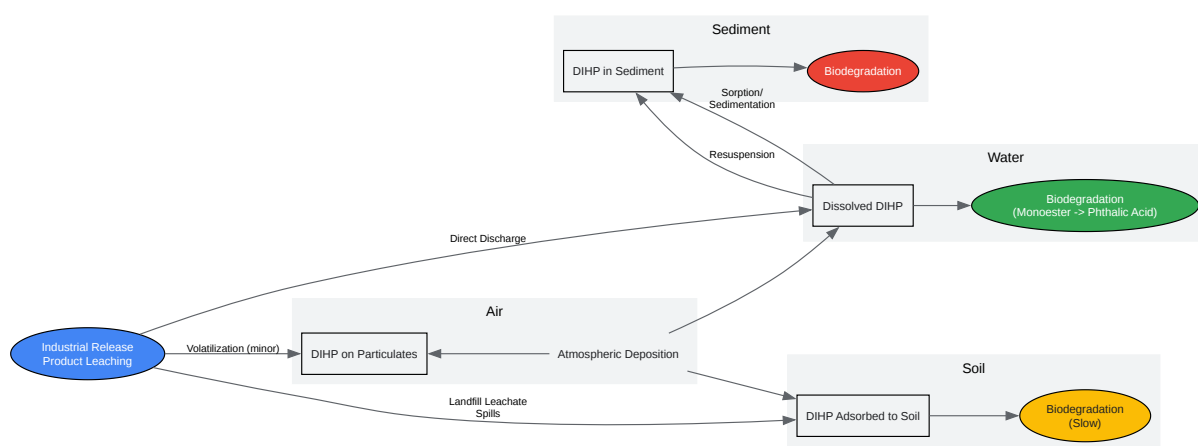 Sediment
DIHP in Sediment
Biodegradation
Sorption/
Sedimentation
Resuspension
Water
Dissolved DIHP
Biodegradation
(Monoester -> Phthalic Acid)
Direct Discharge
Air
Industrial Release
Product Leaching
Volatilization (minor)
DIHP on Particulates
Atmospheric Deposition
Soil
Landfill Leachate
Spills
DIHP Adsorbed to Soil
Biodegradation
(Slow)